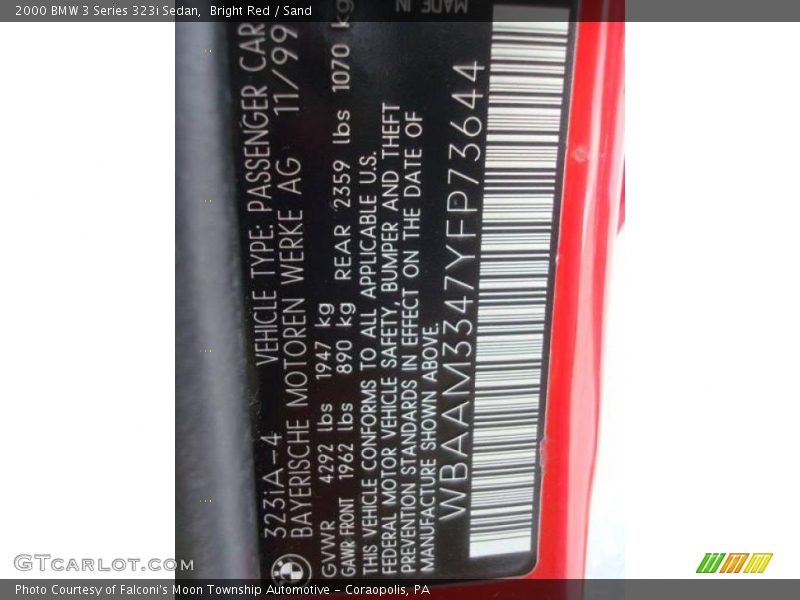 2000 BMW 3 Series 323i Sedan,  Bright Red / Sand
MADE IN
323iA-4 VEHICLE TYPE: PASSENGER CAR
BAYERISCHE MOTOREN WERKE AG 11/99
GVWR 4292 lbs 1947 kg
GAWR FRONT 1962 lbs 890 kg REAR 2359 lbs 1070 kg
THIS VEHICLE CONFORMS TO ALL APPLICABLE U.S.
FEDERAL MOTOR VEHICLE SAFETY, BUMPER AND THEFT
PREVENTION STANDARDS IN EFFECT ON THE DATE OF
MANUFACTURE SHOWN ABOVE.
WBAAM3347YFP73644
GTCarLot.com
Photo Courtesy of Falconi's Moon Township Automotive - Coraopolis, PA